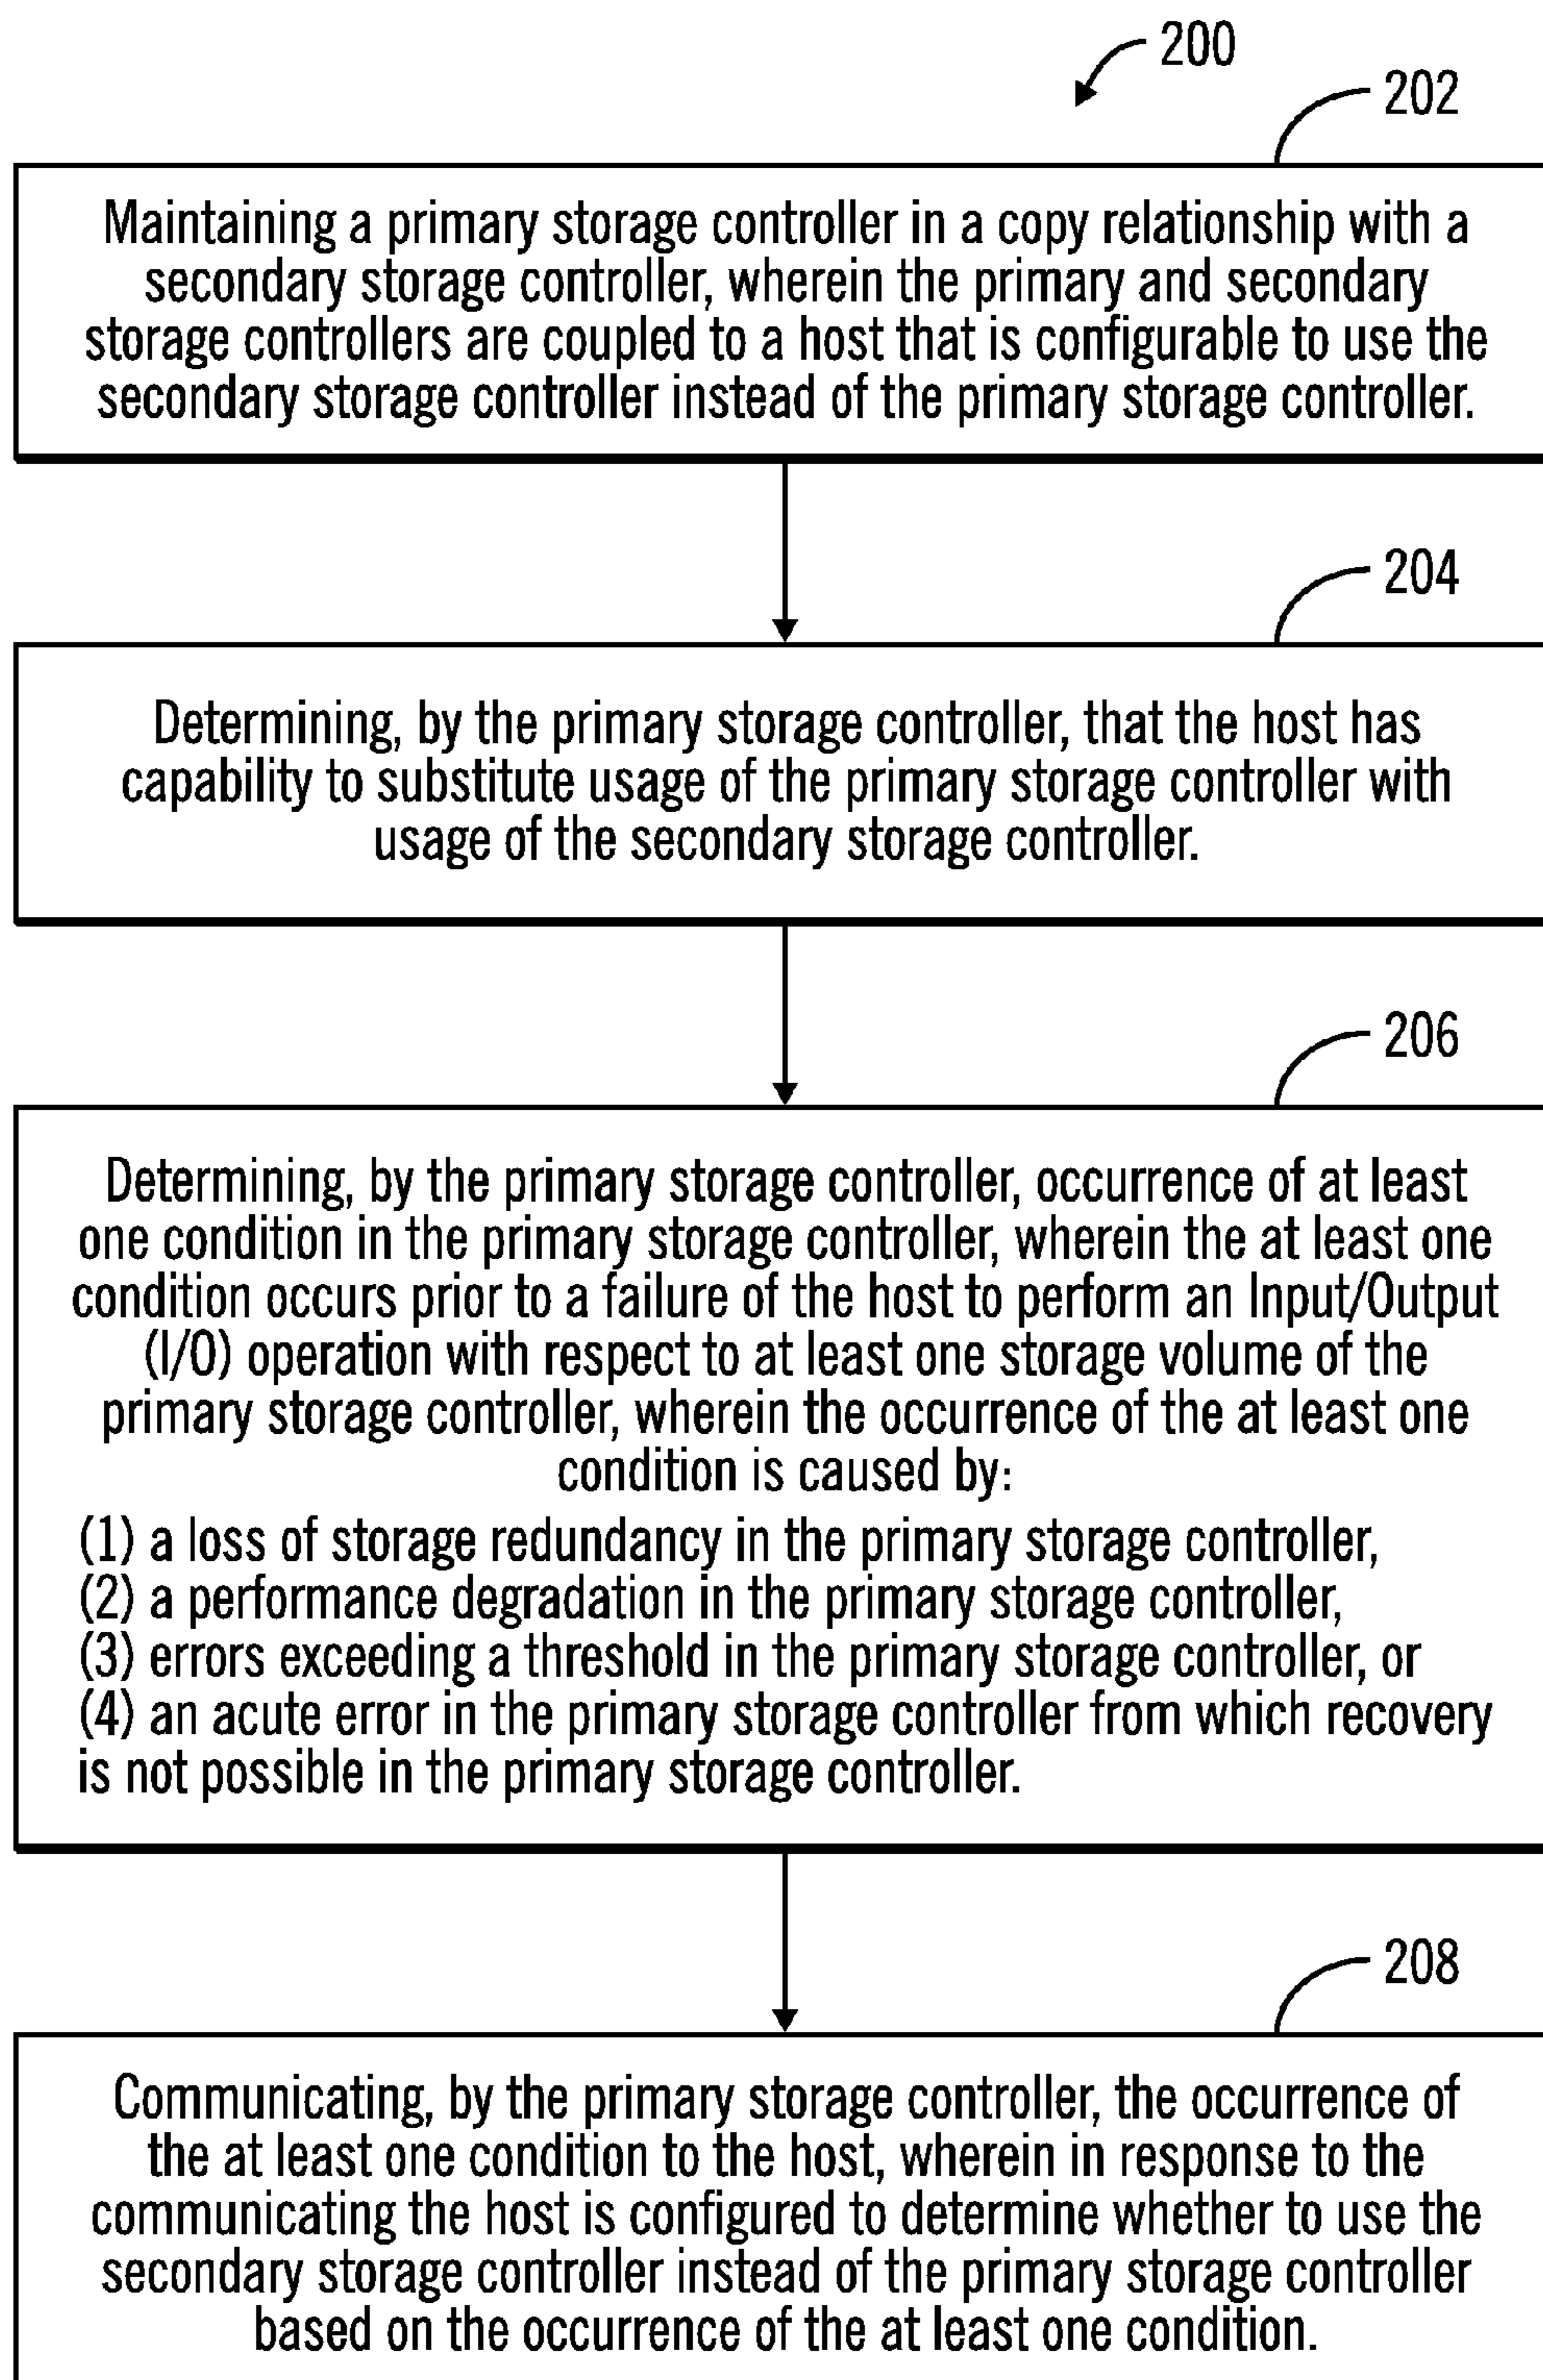 200
202
Maintaining a primary storage controller in a copy relationship with a
secondary storage controller, wherein the primary and secondary
storage controllers are coupled to a host that is configurable to use the
secondary storage controller instead of the primary storage controller.
204
Determining, by the primary storage controller, that the host has
capability to substitute usage of the primary storage controller with
usage of the secondary storage controller.
206
Determining, by the primary storage controller, occurrence of at least
one condition in the primary storage controller, wherein the at least one
condition occurs prior to a failure of the host to perform an Input/Output
(I/O) operation with respect to at least one storage volume of the
primary storage controller, wherein the occurrence of the at least one
condition is caused by:
(1) a loss of storage redundancy in the primary storage controller,
(2) a performance degradation in the primary storage controller,
(3) errors exceeding a threshold in the primary storage controller, or
(4) an acute error in the primary storage controller from which recovery
is not possible in the primary storage controller.
208
Communicating, by the primary storage controller, the occurrence of
the at least one condition to the host, wherein in response to the
communicating the host is configured to determine whether to use the
secondary storage controller instead of the primary storage controller
based on the occurrence of the at least one condition.